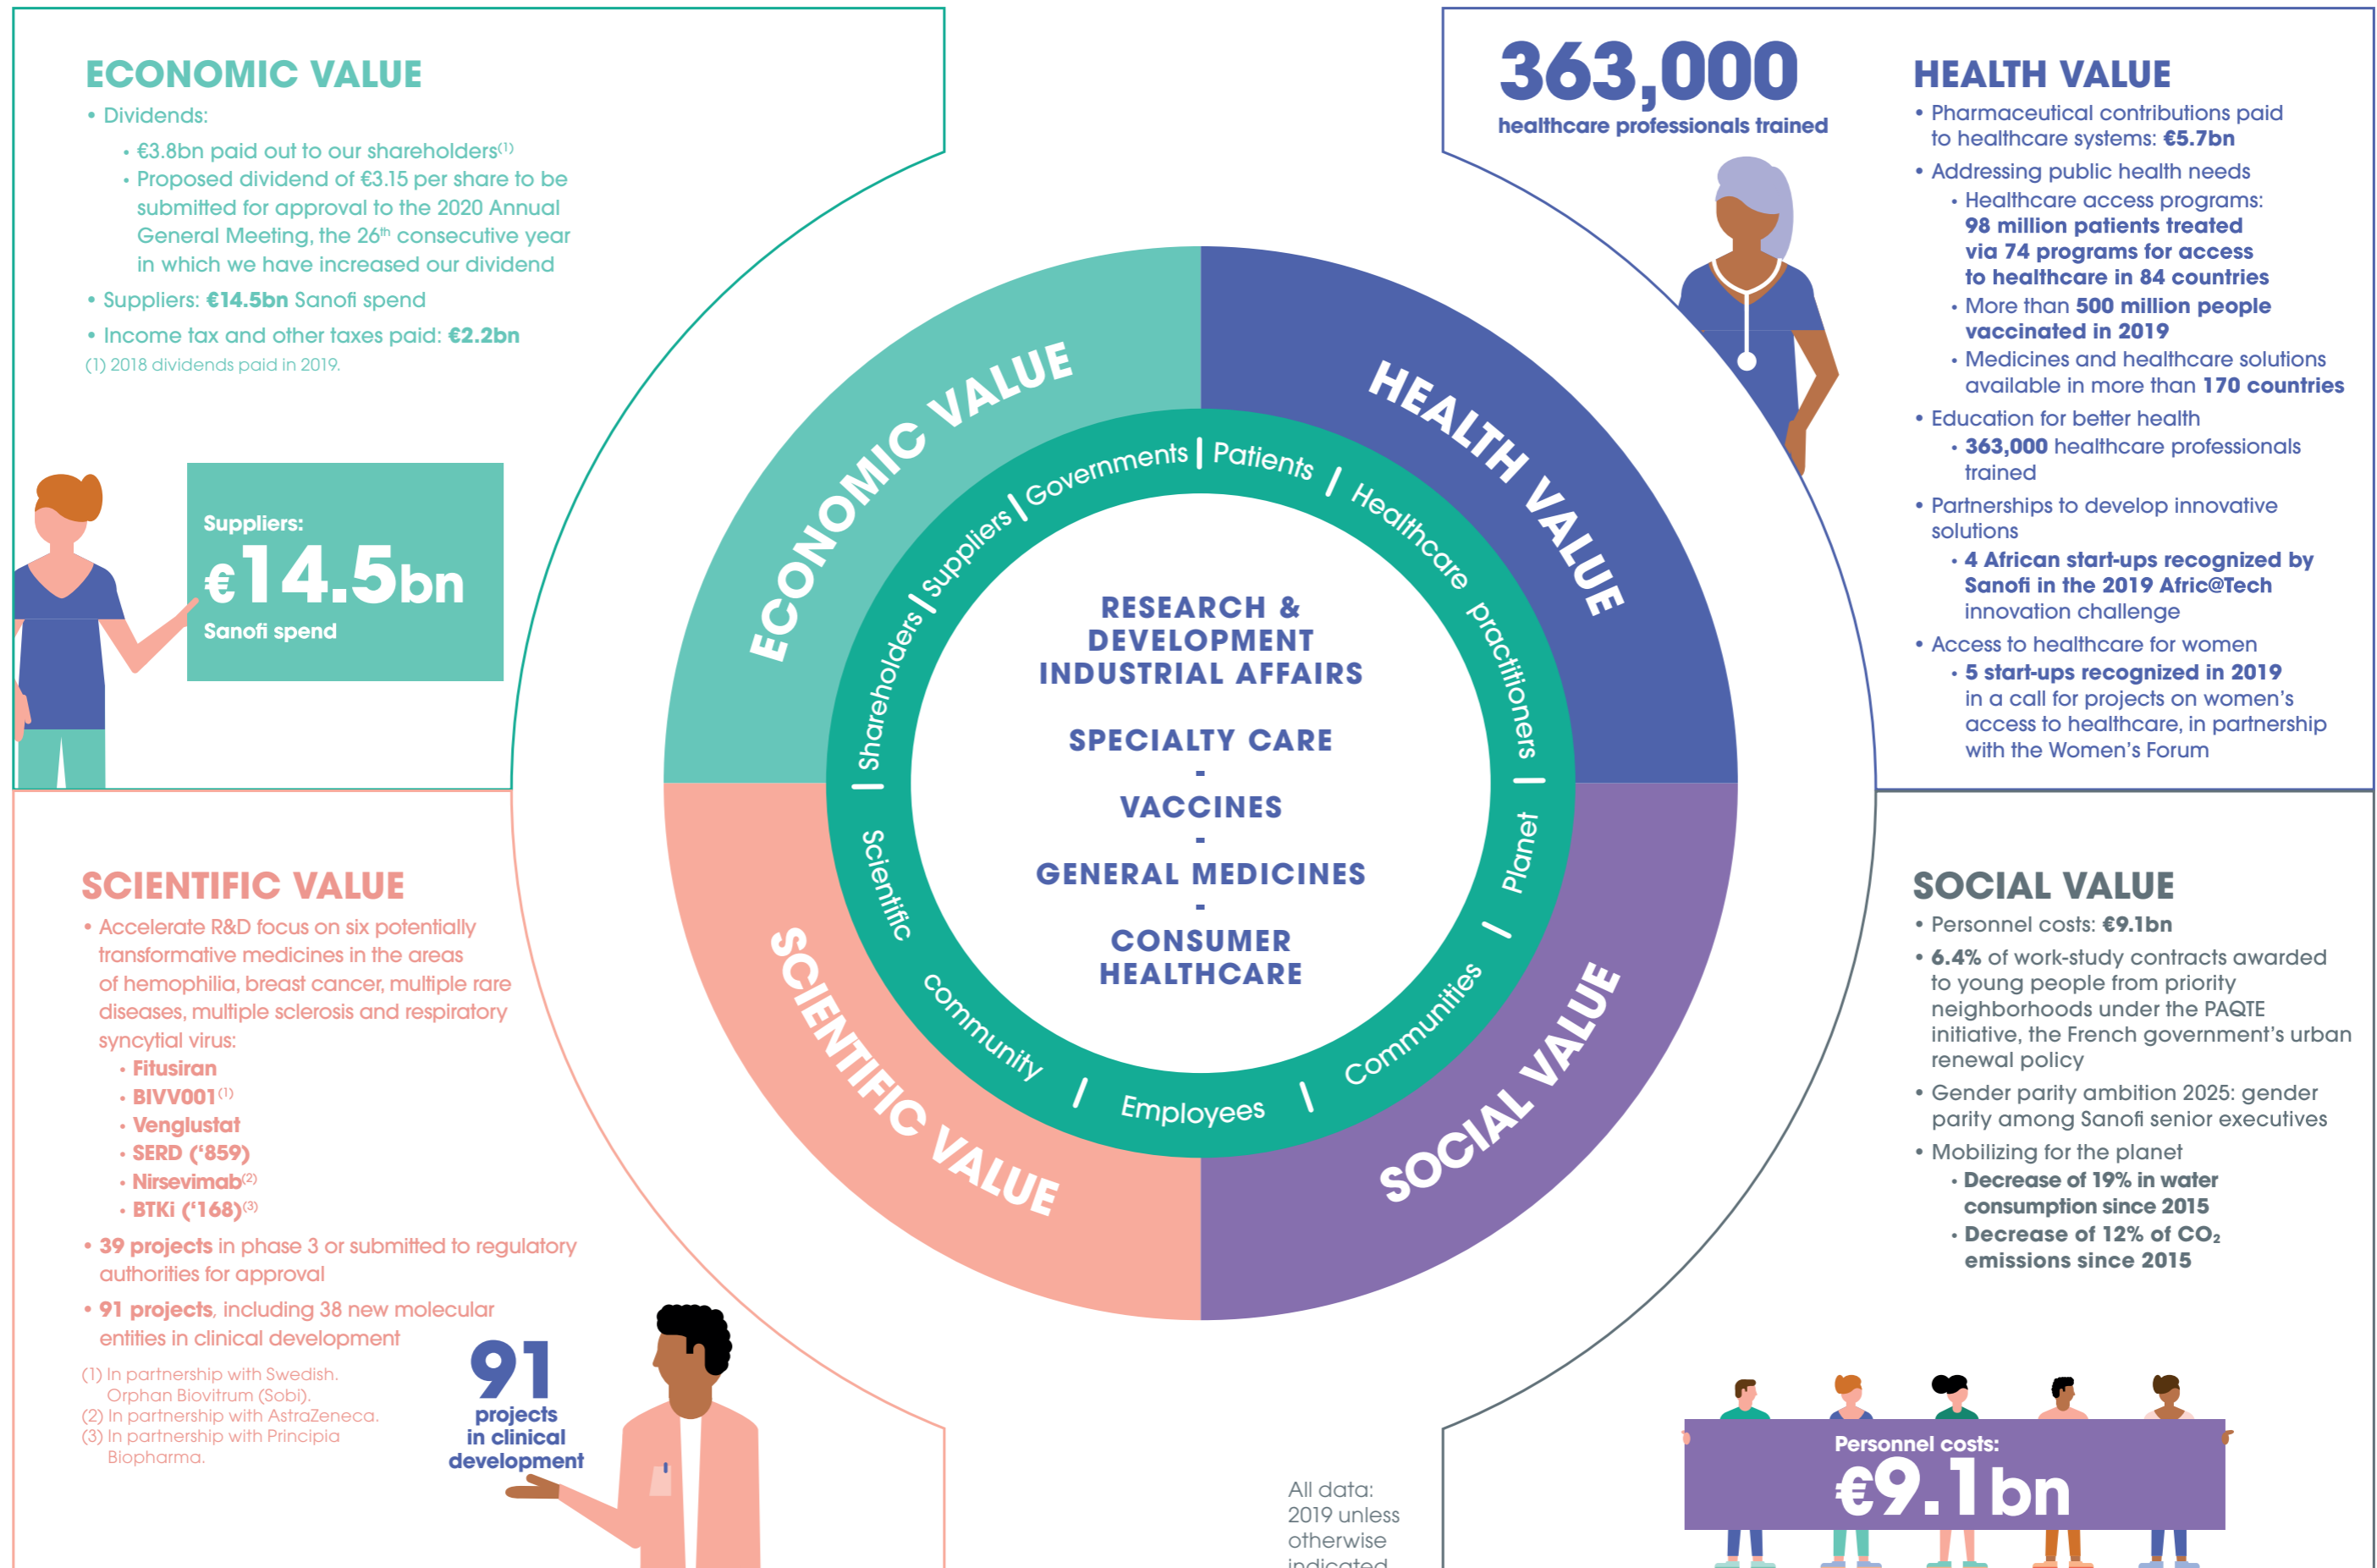 ECONOMIC VALUE
• Dividends:
• €3.8bn paid out to our shareholders(1)
• Proposed dividend of €3.15 per share to be
submitted for approval to the 2020 Annual
General Meeting, the 26th consecutive year
in which we have increased our dividend
• Suppliers: €14.5bn Sanofi spend
• Income tax and other taxes paid: €2.2bn
(1) 2018 dividends paid in 2019.
Suppliers:
€14.5bn
Sanofi spend
363,000
healthcare professionals trained
HEALTH VALUE
• Pharmaceutical contributions paid
to healthcare systems: €5.7bn
• Addressing public health needs
• Healthcare access programs:
98 million patients treated
via 74 programs for access
to healthcare in 84 countries
• More than 500 million people
vaccinated in 2019
• Medicines and healthcare solutions
available in more than 170 countries
• Education for better health
• 363,000 healthcare professionals
trained
• Partnerships to develop innovative
solutions
• 4 African start-ups recognized by
Sanofi in the 2019 Afric@Tech
innovation challenge
• Access to healthcare for women
• 5 start-ups recognized in 2019
in a call for projects on women's
access to healthcare, in partnership
with the Women's Forum
ECONOMIC VALUE
HEALTH VALUE
SOCIAL VALUE
SCIENTIFIC VALUE
| Shareholders | Suppliers | Governments | Patients | Healthcare practitioners | Planet | Communities | Employees | Scientific community
RESEARCH &
DEVELOPMENT
INDUSTRIAL AFFAIRS
SPECIALTY CARE
-
VACCINES
-
GENERAL MEDICINES
-
CONSUMER
HEALTHCARE
SCIENTIFIC VALUE
• Accelerate R&D focus on six potentially
transformative medicines in the areas
of hemophilia, breast cancer, multiple rare
diseases, multiple sclerosis and respiratory
syncytial virus:
• Fitusiran
• BIVV001(1)
• Venglustat
• SERD ('859)
• Nirsevimab(2)
• BTKi ('168)(3)
• 39 projects in phase 3 or submitted to regulatory
authorities for approval
• 91 projects, including 38 new molecular
entities in clinical development
(1) In partnership with Swedish.
Orphan Biovitrum (Sobi).
(2) In partnership with AstraZeneca.
(3) In partnership with Principia
Biopharma.
91
projects
in clinical
development
SOCIAL VALUE
• Personnel costs: €9.1bn
• 6.4% of work-study contracts awarded
to young people from priority
neighborhoods under the PAQTE
initiative, the French government's urban
renewal policy
• Gender parity ambition 2025: gender
parity among Sanofi senior executives
• Mobilizing for the planet
• Decrease of 19% in water
consumption since 2015
• Decrease of 12% of CO₂
emissions since 2015
Personnel costs:
€9.1bn
All data:
2019 unless
otherwise
indicated